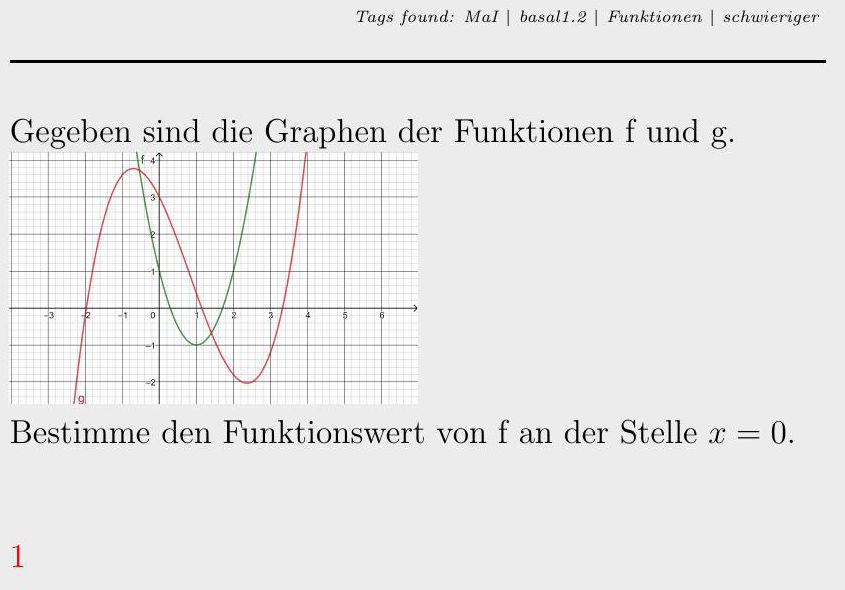 Tags found: MaI | basal1.2 | Funktionen | schwieriger
Gegeben sind die Graphen der Funktionen f und g.
f 4
3
2
1
−3 −2 −1 0 1 2 3 4 5 6
−1
−2
g
Bestimme den Funktionswert von f an der Stelle x = 0.
1